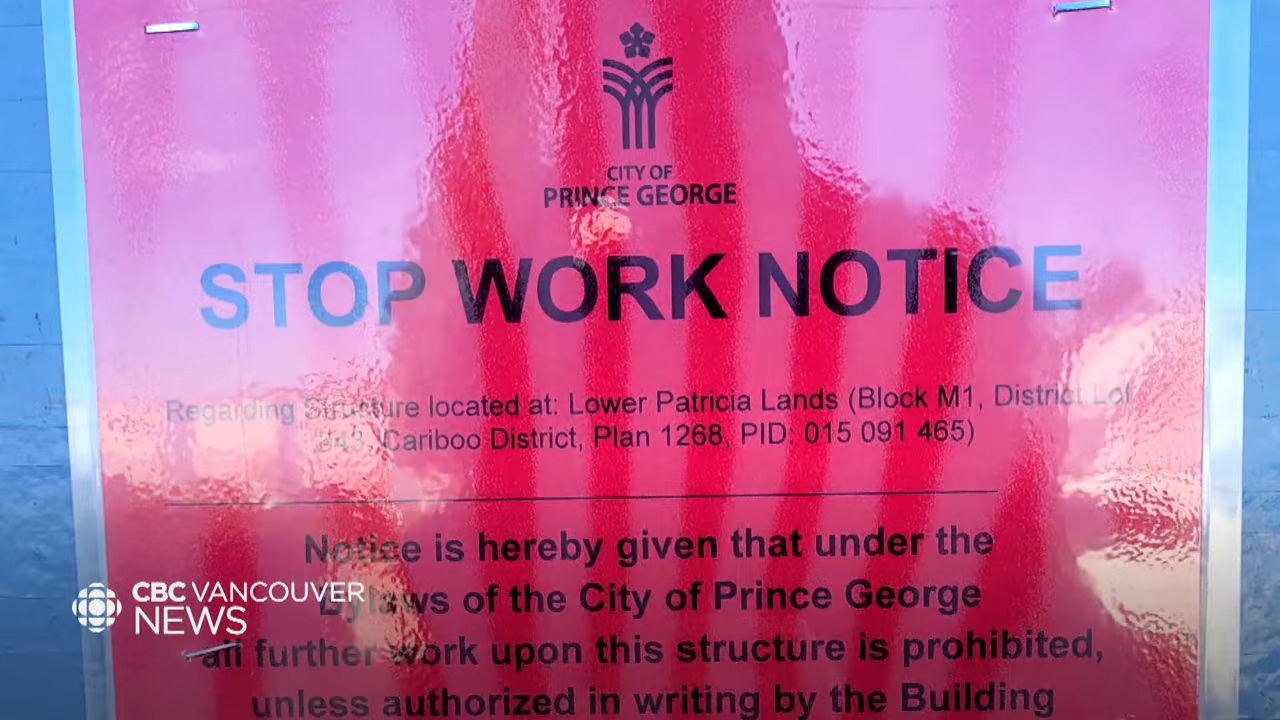 CITY OF
PRINCE GEORGE
STOP WORK NOTICE
Regarding Structure located at: Lower Patricia Lands (Block M1, District Lot
343, Cariboo District, Plan 1268, PID: 015 091 465)
Notice is hereby given that under the
Bylaws of the City of Prince George
all further work upon this structure is prohibited,
unless authorized in writing by the Building
CBC VANCOUVER
NEWS